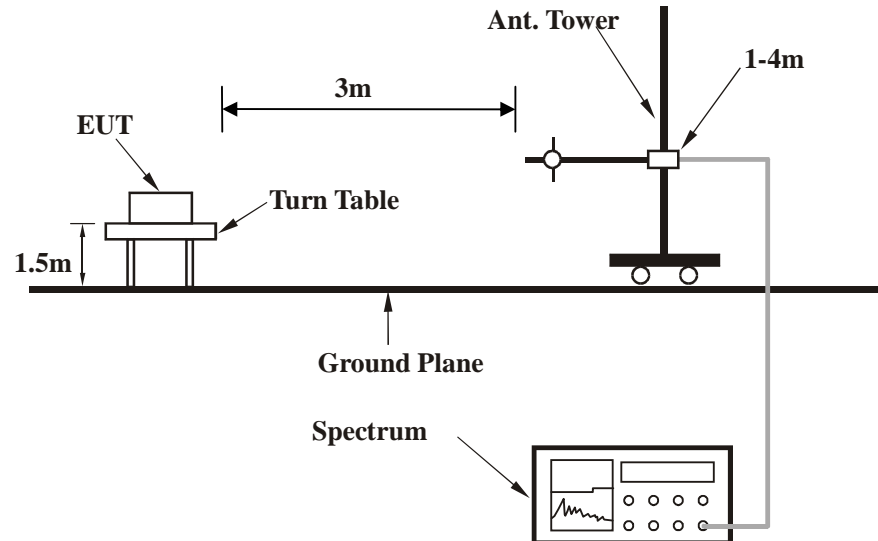 Ant. Tower
1-4m
3m
EUT
Turn Table
1.5m
Ground Plane
Spectrum